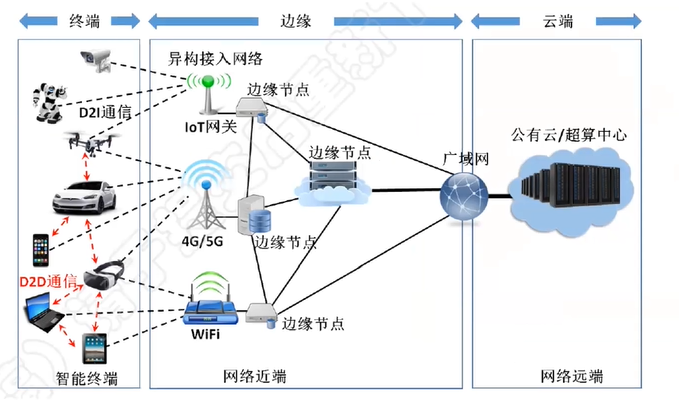 终端
边缘
云端
异构接入网络
D2I通信
IoT网关
边缘节点
边缘节点
广域网
公有云/超算中心
4G/5G
边缘节点
D2D通信
WiFi
边缘节点
智能终端
网络近端
网络远端